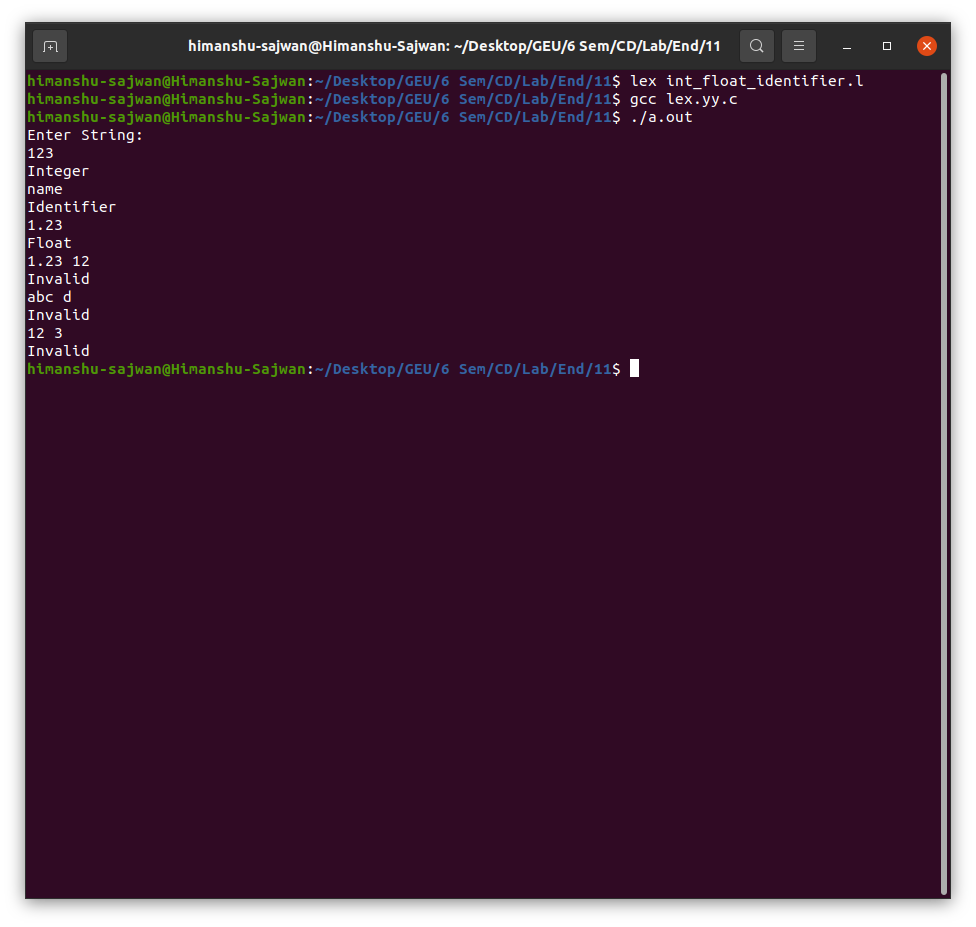 himanshu-sajwan@Himanshu-Sajwan: ~/Desktop/GEU/6 Sem/CD/Lab/End/11
himanshu-sajwan@Himanshu-Sajwan:~/Desktop/GEU/6 Sem/CD/Lab/End/11$ lex int_float_identifier.l
himanshu-sajwan@Himanshu-Sajwan:~/Desktop/GEU/6 Sem/CD/Lab/End/11$ gcc lex.yy.c
himanshu-sajwan@Himanshu-Sajwan:~/Desktop/GEU/6 Sem/CD/Lab/End/11$ ./a.out
Enter String:
123
Integer
name
Identifier
1.23
Float
1.23 12
Invalid
abc d
Invalid
12 3
Invalid
himanshu-sajwan@Himanshu-Sajwan:~/Desktop/GEU/6 Sem/CD/Lab/End/11$